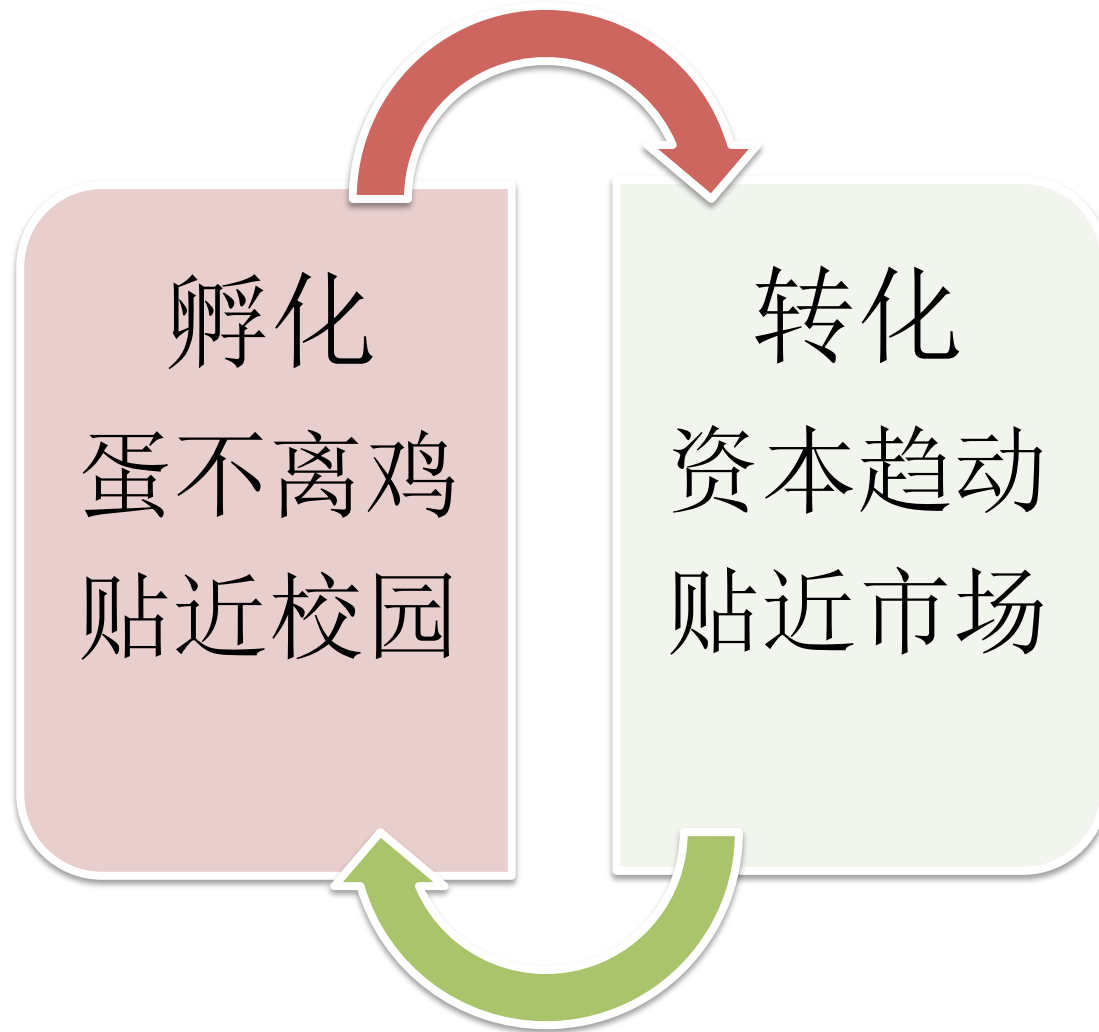 孵化
蛋不离鸡
贴近校园
转化
资本趋动
贴近市场